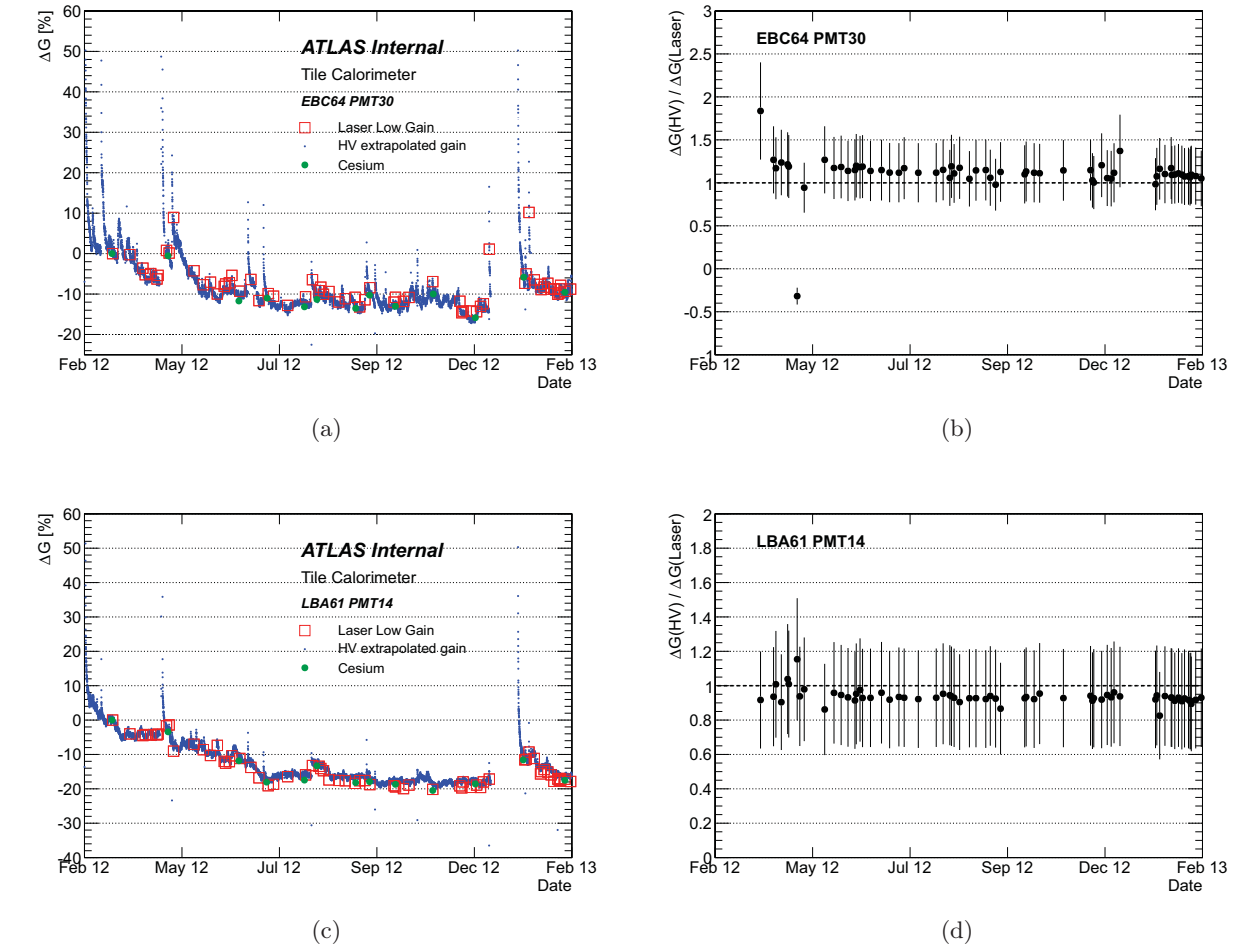 60
50
40
30
20
10
0
-10
-20
ΔG [%]
ATLAS Internal
Tile Calorimeter
EBC64 PMT30
Laser Low Gain
HV extrapolated gain
Cesium
Feb 12 May 12 Jul 12 Sep 12 Dec 12 Feb 13
Date
(a)
3
2.5
2
1.5
1
0.5
0
-0.5
-1
ΔG(HV) / ΔG(Laser)
EBC64 PMT30
Feb 12 May 12 Jul 12 Sep 12 Dec 12 Feb 13
Date
(b)
60
50
40
30
20
10
0
-10
-20
-30
-40
ΔG [%]
ATLAS Internal
Tile Calorimeter
LBA61 PMT14
Laser Low Gain
HV extrapolated gain
Cesium
Feb 12 May 12 Jul 12 Sep 12 Dec 12 Feb 13
Date
(c)
2
1.8
1.6
1.4
1.2
1
0.8
0.6
0.4
0.2
0
ΔG(HV) / ΔG(Laser)
LBA61 PMT14
Feb 12 May 12 Jul 12 Sep 12 Dec 12 Feb 13
Date
(d)